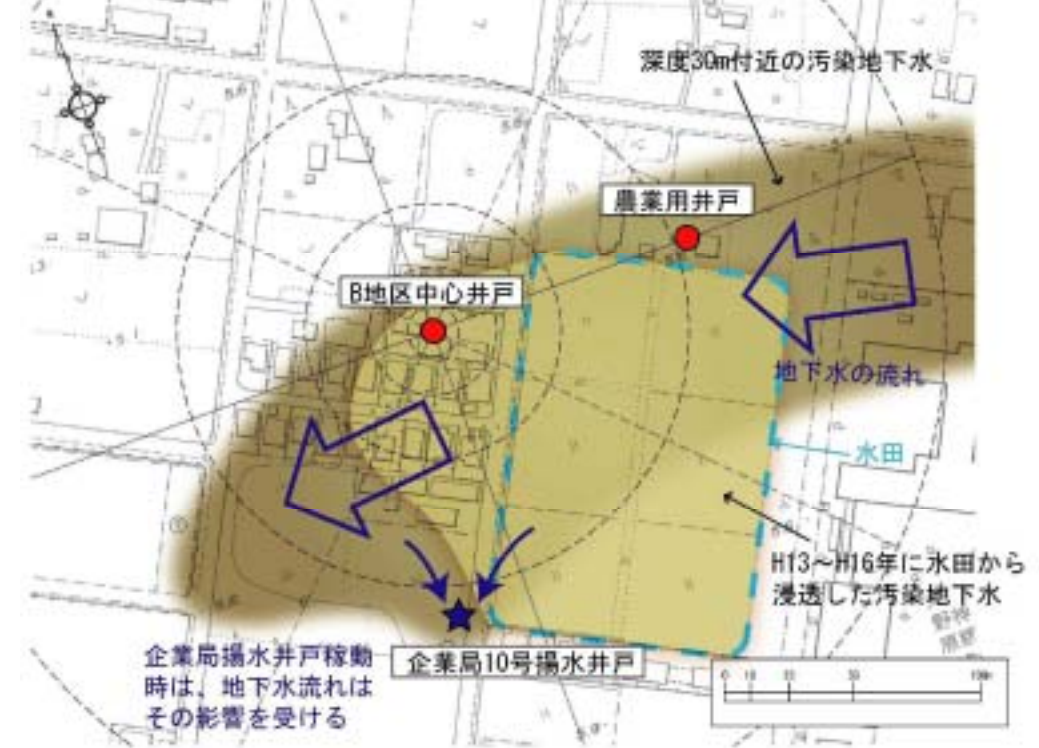 深度30m付近の汚染地下水
農業用井戸
B地区中心井戸
地下水の流れ
水田
H13～H16年に水田から
浸透した汚染地下水
企業局10号揚水井戸
企業局揚水井戸稼動
時は、地下水流れは
その影響を受ける